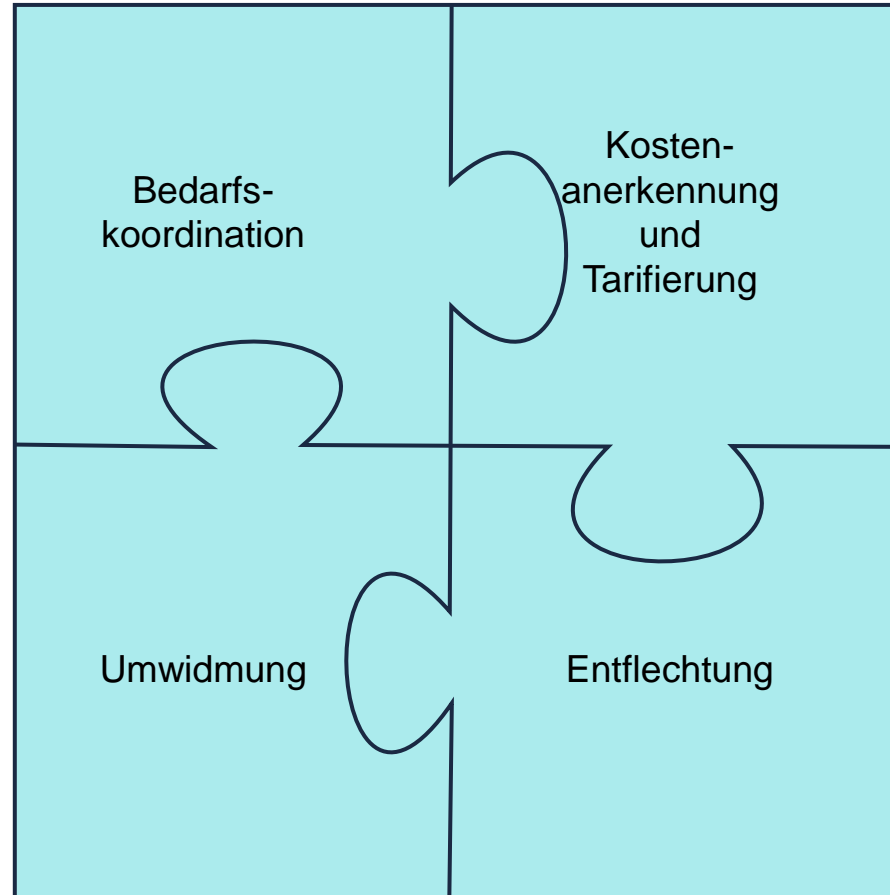 Bedarfs-
koordination
Kosten-
anerkennung
und
Tarifierung
Umwidmung
Entflechtung